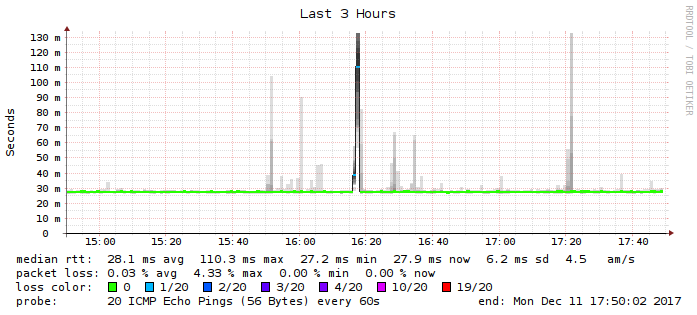 Last 3 Hours
RRDTOOL / TOBI OETIKER
Seconds
130 m
120 m
110 m
100 m
90 m
80 m
70 m
60 m
50 m
40 m
30 m
20 m
10 m
0
15:00 15:20 15:40 16:00 16:20 16:40 17:00 17:20 17:40
median rtt: 28.1 ms avg 110.3 ms max 27.2 ms min 27.9 ms now 6.2 ms sd 4.5 am/s
packet loss: 0.03 % avg 4.33 % max 0.00 % min 0.00 % now
loss color: 0 1/20 2/20 3/20 4/20 10/20 19/20
probe: 20 ICMP Echo Pings (56 Bytes) every 60s end: Mon Dec 11 17:50:02 2017